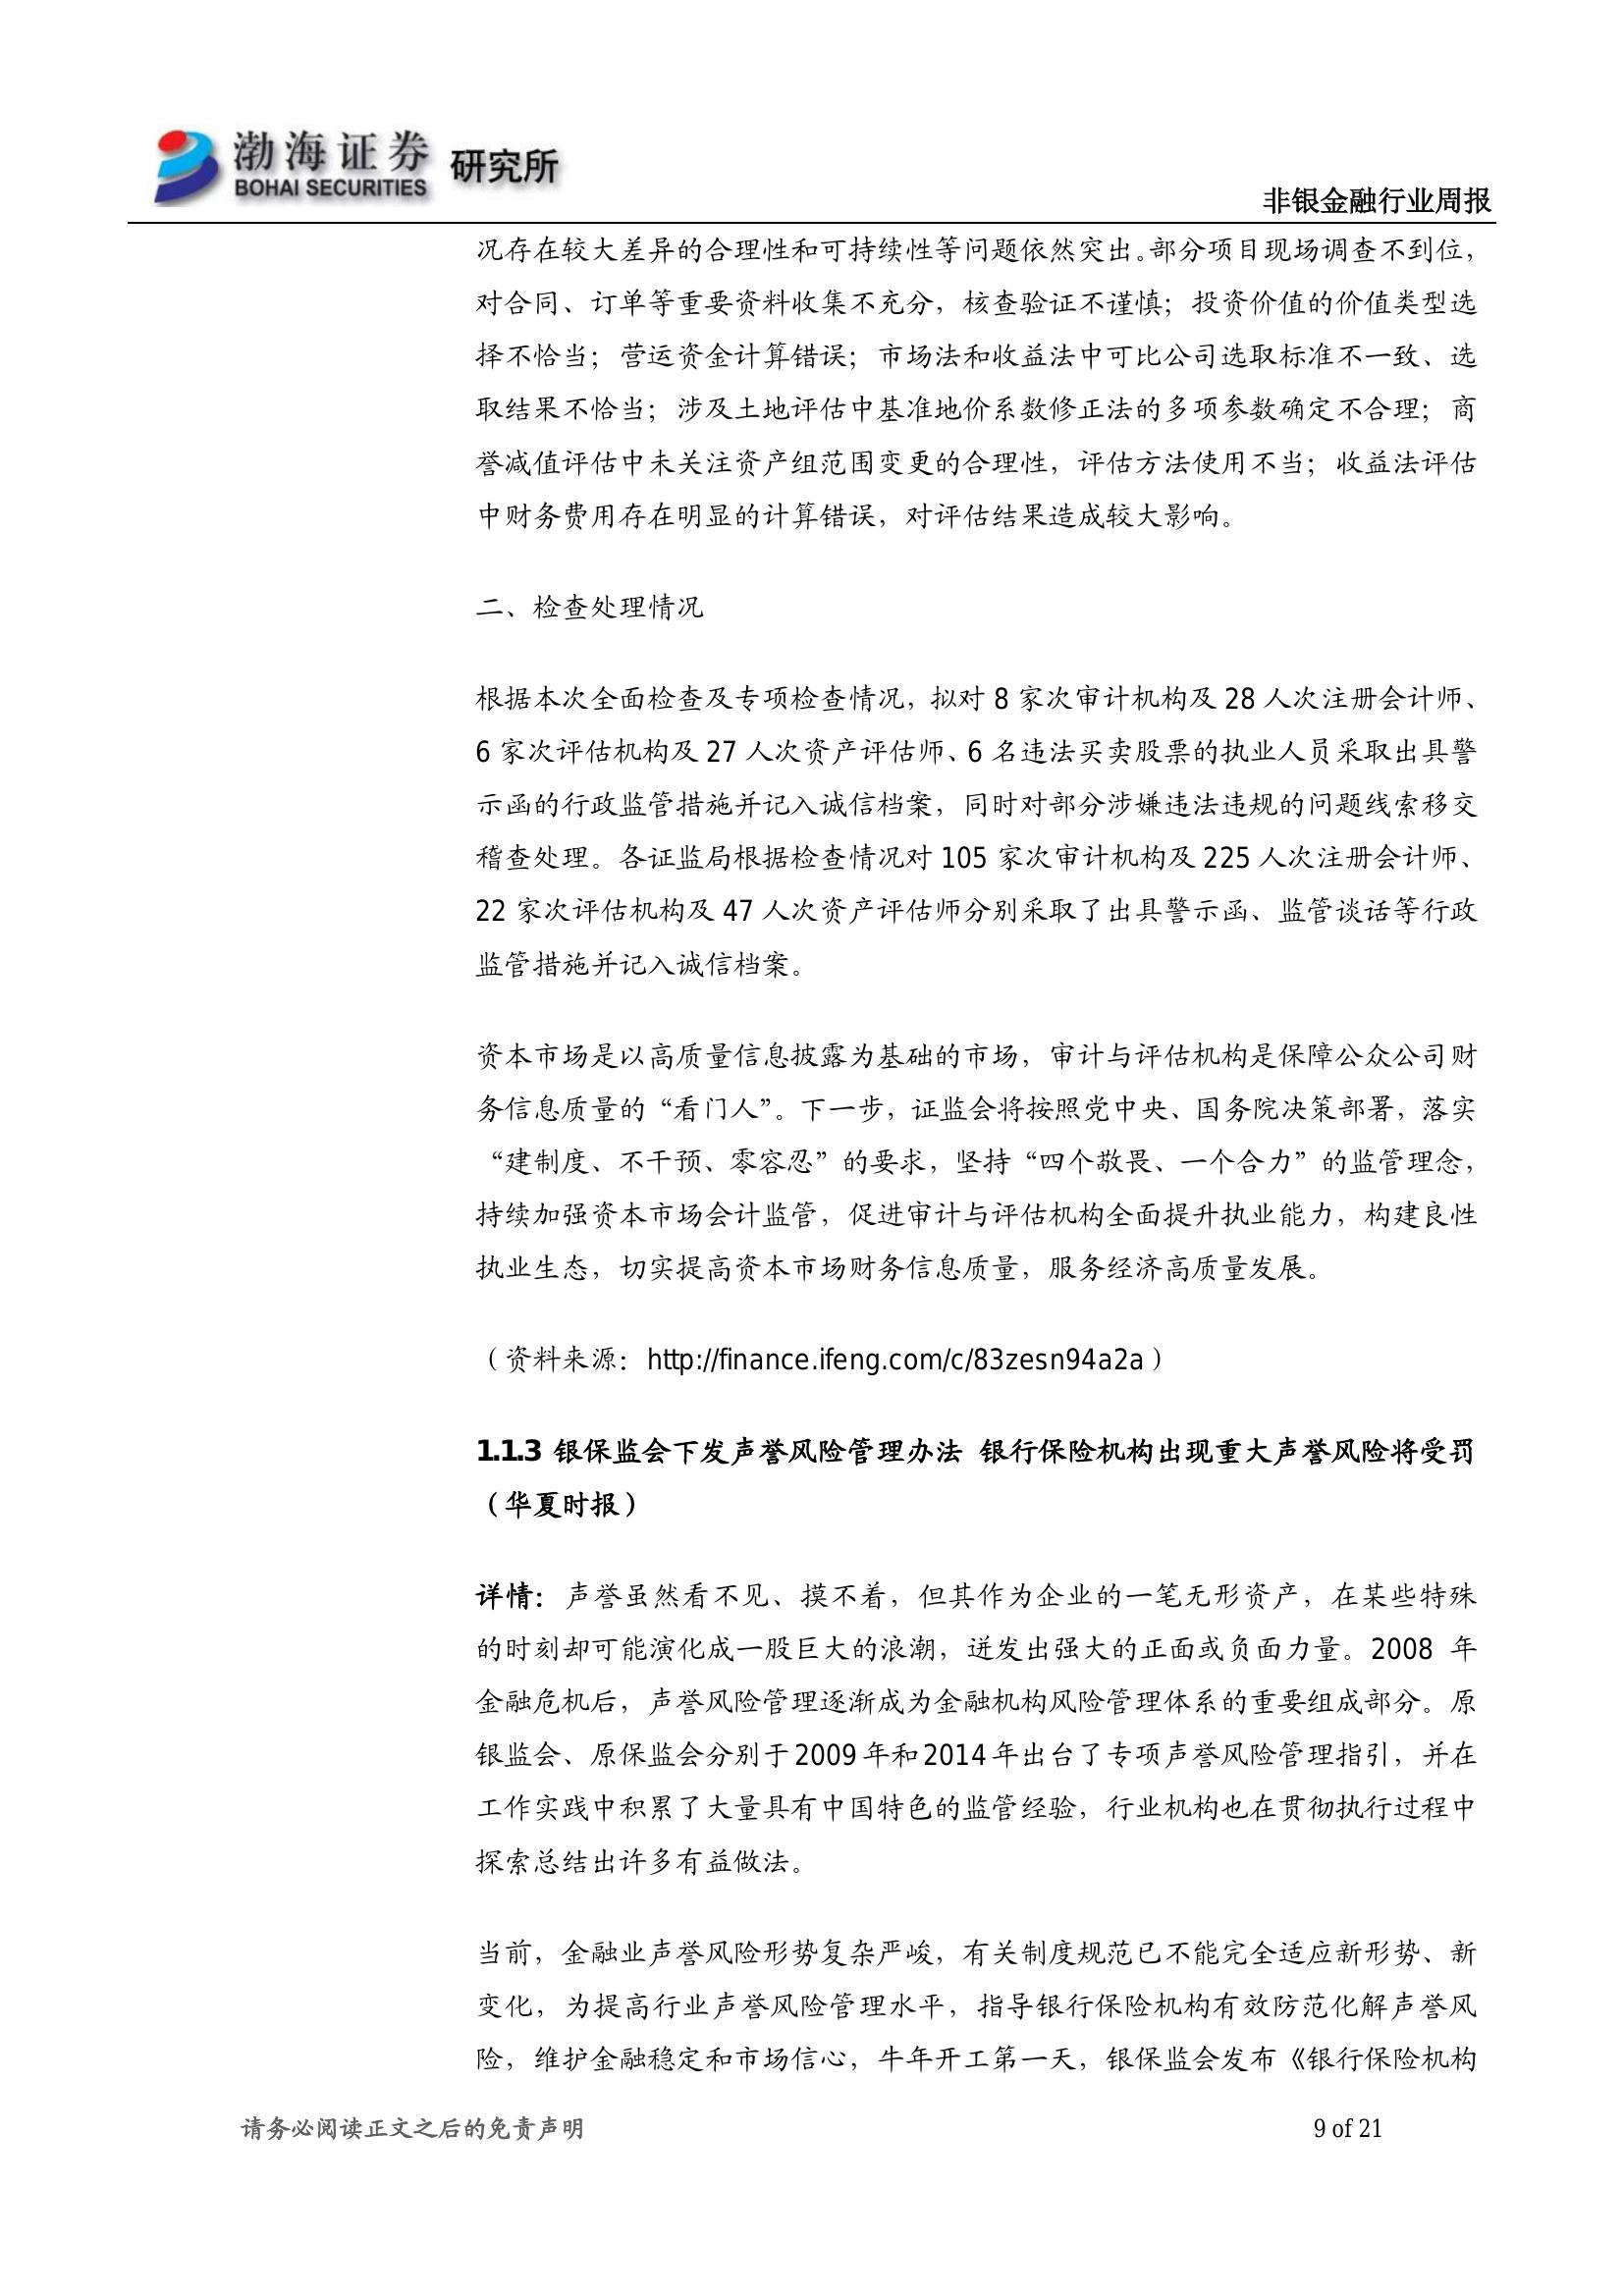 渤海证券 研究所
BOHAI SECURITIES
非银金融行业周报
况存在较大差异的合理性和可持续性等问题依然突出。部分项目现场调查不到位，
对合同、订单等重要资料收集不充分，核查验证不谨慎；投资价值的价值类型选
择不恰当；营运资金计算错误；市场法和收益法中可比公司选取标准不一致、选
取结果不恰当；涉及土地评估中基准地价系数修正法的多项参数确定不合理；商
誉减值评估中未关注资产组范围变更的合理性，评估方法使用不当；收益法评估
中财务费用存在明显的计算错误，对评估结果造成较大影响。
二、检查处理情况
根据本次全面检查及专项检查情况，拟对 8 家次审计机构及 28 人次注册会计师、
6 家次评估机构及 27 人次资产评估师、6 名违法买卖股票的执业人员采取出具警
示函的行政监管措施并记入诚信档案，同时对部分涉嫌违法违规的问题线索移交
稽查处理。各证监局根据检查情况对 105 家次审计机构及 225 人次注册会计师、
22 家次评估机构及 47 人次资产评估师分别采取了出具警示函、监管谈话等行政
监管措施并记入诚信档案。
资本市场是以高质量信息披露为基础的市场，审计与评估机构是保障公众公司财
务信息质量的“看门人”。下一步，证监会将按照党中央、国务院决策部署，落实
“建制度、不干预、零容忍”的要求，坚持“四个敬畏、一个合力”的监管理念，
持续加强资本市场会计监管，促进审计与评估机构全面提升执业能力，构建良性
执业生态，切实提高资本市场财务信息质量，服务经济高质量发展。
（资料来源：http://finance.ifeng.com/c/83zesn94a2a）
1.1.3 银保监会下发声誉风险管理办法 银行保险机构出现重大声誉风险将受罚
（华夏时报）
详情：声誉虽然看不见、摸不着，但其作为企业的一笔无形资产，在某些特殊
的时刻却可能演化成一股巨大的浪潮，迸发出强大的正面或负面力量。2008 年
金融危机后，声誉风险管理逐渐成为金融机构风险管理体系的重要组成部分。原
银监会、原保监会分别于 2009 年和 2014 年出台了专项声誉风险管理指引，并在
工作实践中积累了大量具有中国特色的监管经验，行业机构也在贯彻执行过程中
探索总结出许多有益做法。
当前，金融业声誉风险形势复杂严峻，有关制度规范已不能完全适应新形势、新
变化，为提高行业声誉风险管理水平，指导银行保险机构有效防范化解声誉风
险，维护金融稳定和市场信心，牛年开工第一天，银保监会发布《银行保险机构
请务必阅读正文之后的免责声明
9 of 21